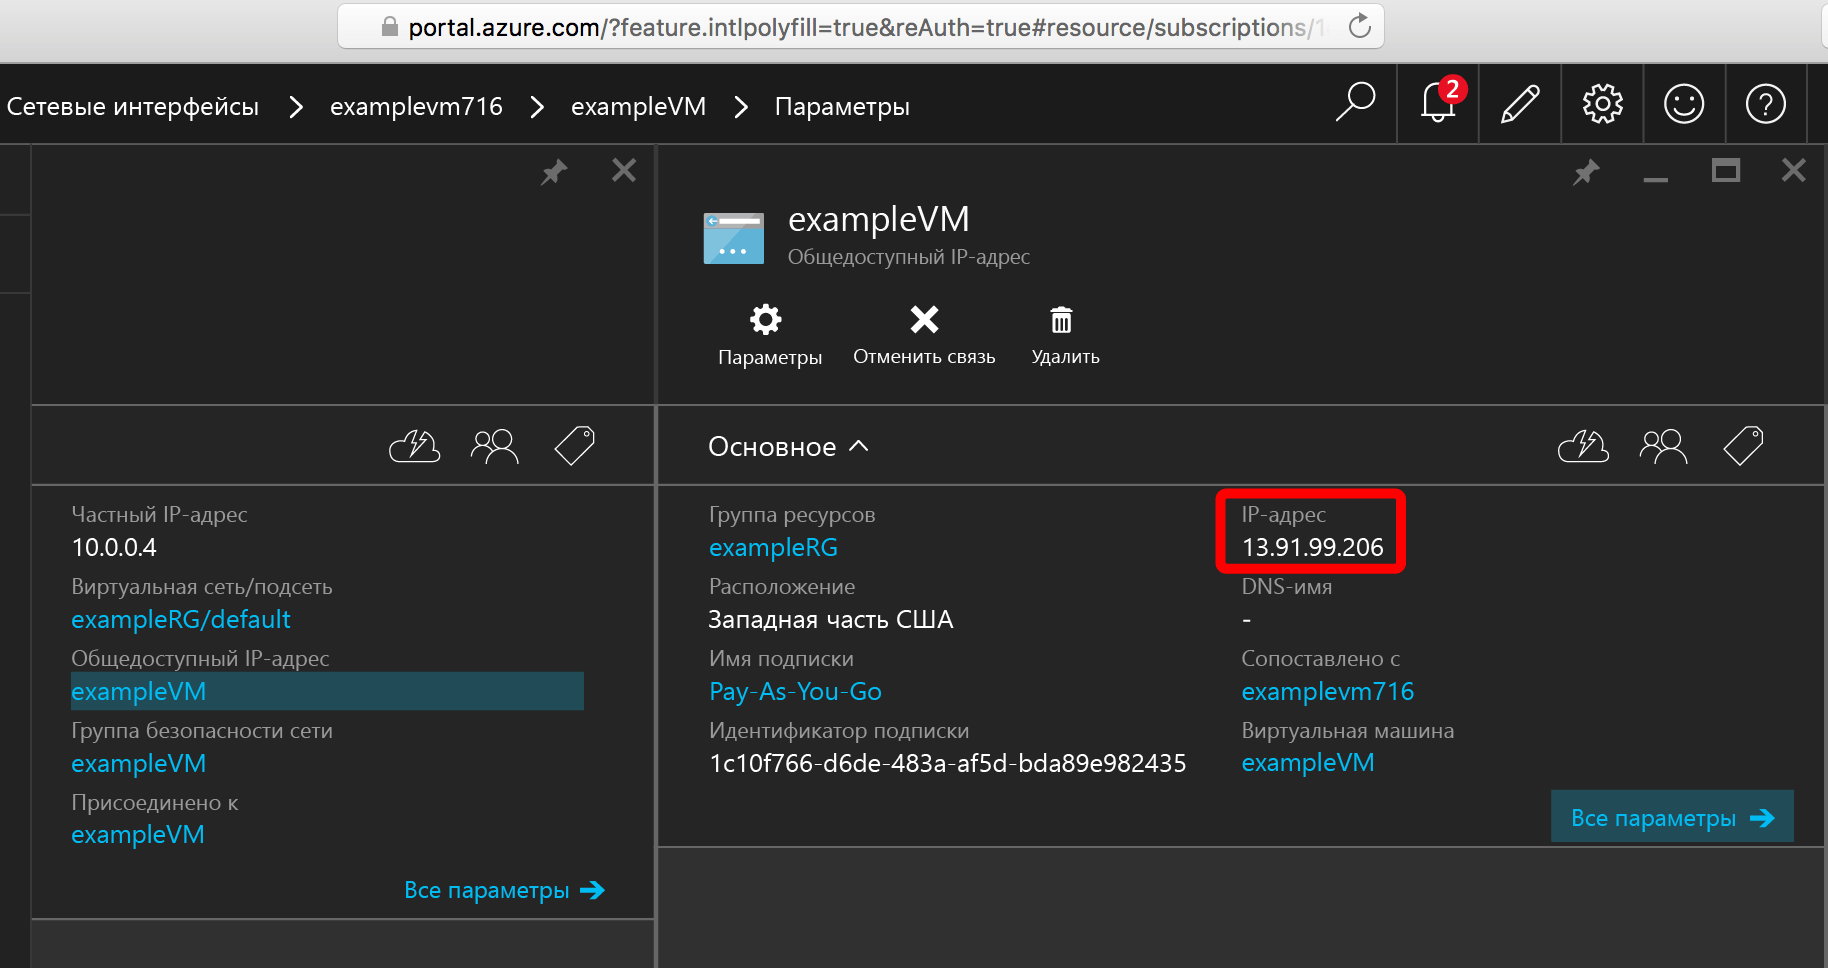 portal.azure.com/?feature.intlpolyfill=true&reAuth=true#resource/subscriptions/1
Сетевые интерфейсы > examplevm716 > exampleVM > Параметры
2
exampleVM
Общедоступный IP-адрес
Параметры
Отменить связь
Удалить
Частный IP-адрес
10.0.0.4
Виртуальная сеть/подсеть
exampleRG/default
Общедоступный IP-адрес
exampleVM
Группа безопасности сети
exampleVM
Присоединено к
exampleVM
Все параметры
Основное
Группа ресурсов
exampleRG
Расположение
Западная часть США
Имя подписки
Pay-As-You-Go
Идентификатор подписки
1c10f766-d6de-483a-af5d-bda89e982435
IP-адрес
13.91.99.206
DNS-имя
-
Сопоставлено с
examplevm716
Виртуальная машина
exampleVM
Все параметры